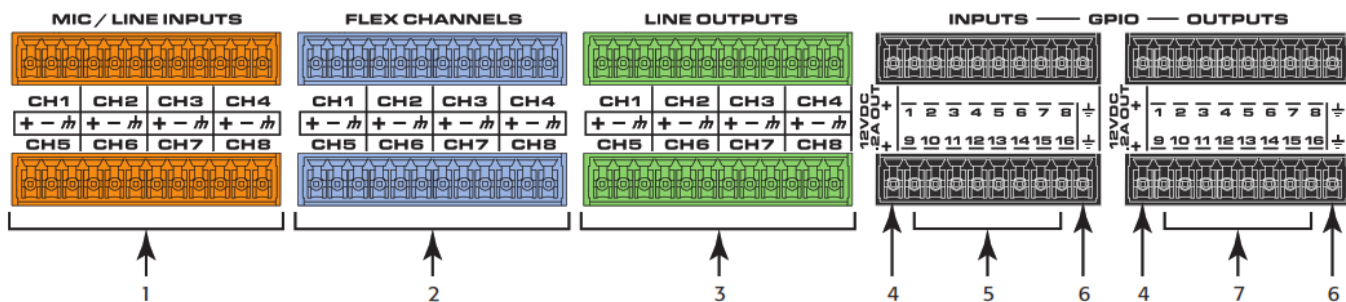 MIC / LINE INPUTS
CH1 CH2 CH3 CH4
+ - + - + - + -
CH5 CH6 CH7 CH8
FLEX CHANNELS
CH1 CH2 CH3 CH4
+ - + - + - + -
CH5 CH6 CH7 CH8
LINE OUTPUTS
CH1 CH2 CH3 CH4
+ - + - + - + -
CH5 CH6 CH7 CH8
INPUTS — GPIO — OUTPUTS
12VDC
.2A OUT
+ 1 2 3 4 5 6 7 8
+ 9 10 11 12 13 14 15 16
12VDC
.2A OUT
+ 1 2 3 4 5 6 7 8
+ 9 10 11 12 13 14 15 16
1 2 3 4 5 6 4 7 6